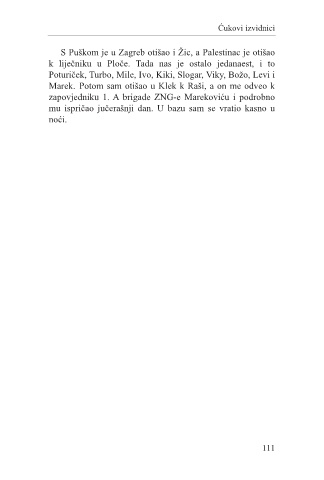 Ćukovi izvidnici
S Puškom je u Zagreb otišao i Žic, a Palestinac je otišao
k liječniku u Ploče. Tada nas je ostalo jedanaest, i to
Poturiček, Turbo, Mile, Ivo, Kiki, Slogar, Viky, Božo, Levi i
Marek. Potom sam otišao u Klek k Raši, a on me odveo k
zapovjedniku 1. A brigade ZNG-e Marekoviću i podrobno
mu ispričao jučerašnji dan. U bazu sam se vratio kasno u
noći.
111